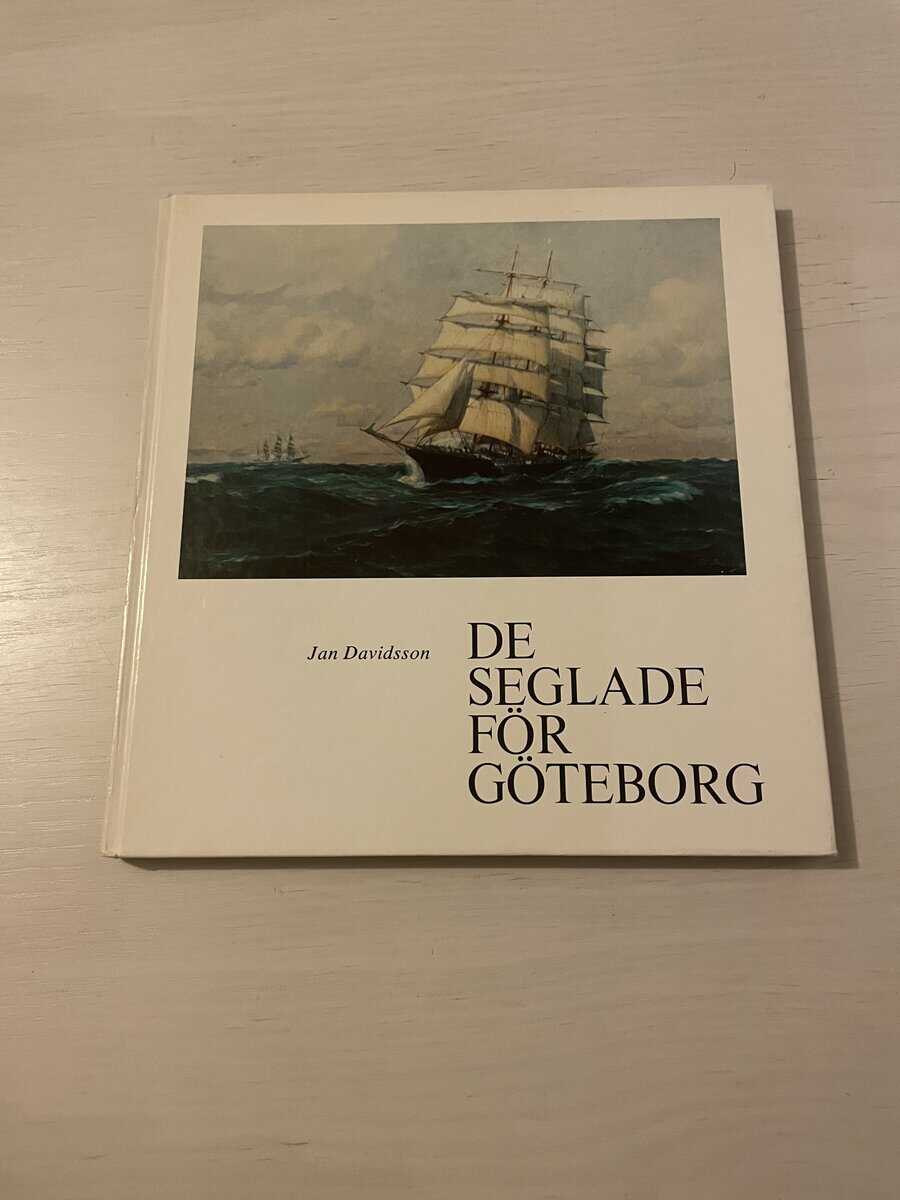 Jan Davidsson
DE
SEGLADE
FÖR
GÖTEBORG